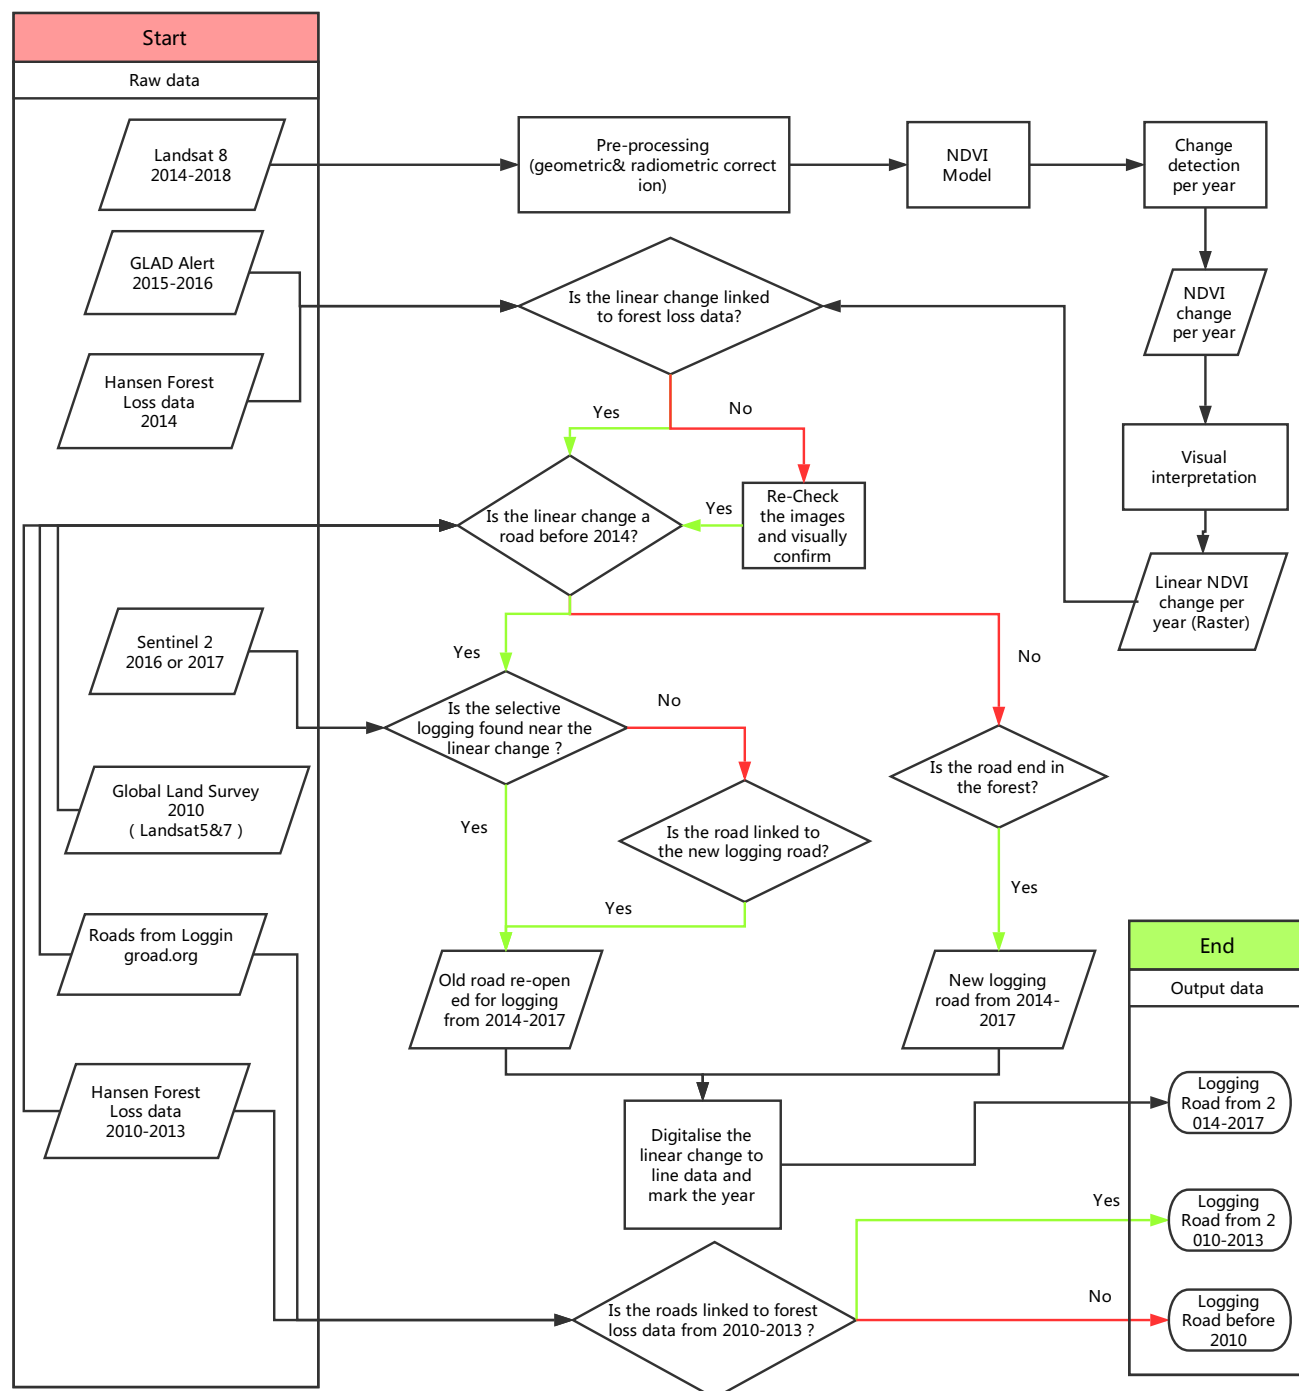 Start
Raw data
Landsat 8
2014-2018
Pre-processing
(geometric& radiometric correct
ion)
NDVI
Model
Change
detection
per year
GLAD Alert
2015-2016
Is the linear change linked
to forest loss data?
NDVI
change
per year
Hansen Forest
Loss data
2014
Yes
No
Visual
interpretation
Is the linear change a
road before 2014?
Yes
Re-Check
the images
and visually
confirm
Linear NDVI
change per
year (Raster)
Sentinel 2
2016 or 2017
Yes
No
Is the selective
logging found near the
linear change ?
No
Is the road end in
the forest?
Global Land Survey
2010
( Landsat5&7 )
Yes
Is the road linked to
the new logging road?
Yes
Yes
Roads from Loggin
groad.org
Old road re-open
ed for logging
from 2014-2017
New logging
road from 2014-
2017
End
Output data
Hansen Forest
Loss data
2010-2013
Digitalise the
linear change to
line data and
mark the year
Logging
Road from 2
014-2017
Yes
Logging
Road from 2
010-2013
Is the roads linked to forest
loss data from 2010-2013 ?
No
Logging
Road before
2010